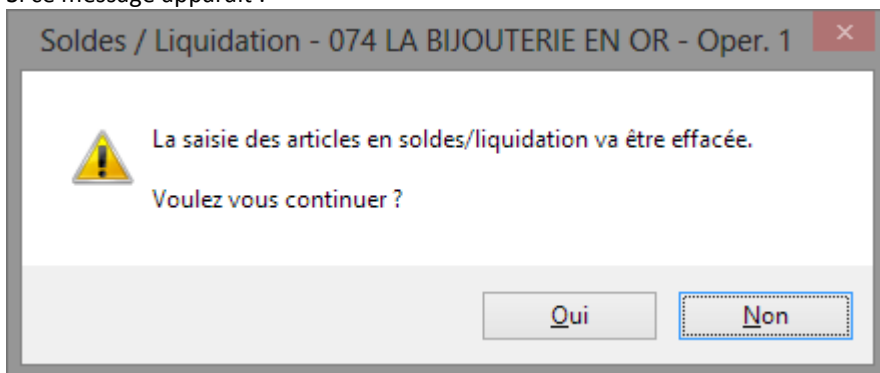 Si ce message apparaît :
Soldes / Liquidation - 074 LA BIJOUTERIE EN OR - Oper. 1
La saisie des articles en soldes/liquidation va être effacée.
Voulez vous continuer ?
Oui Non